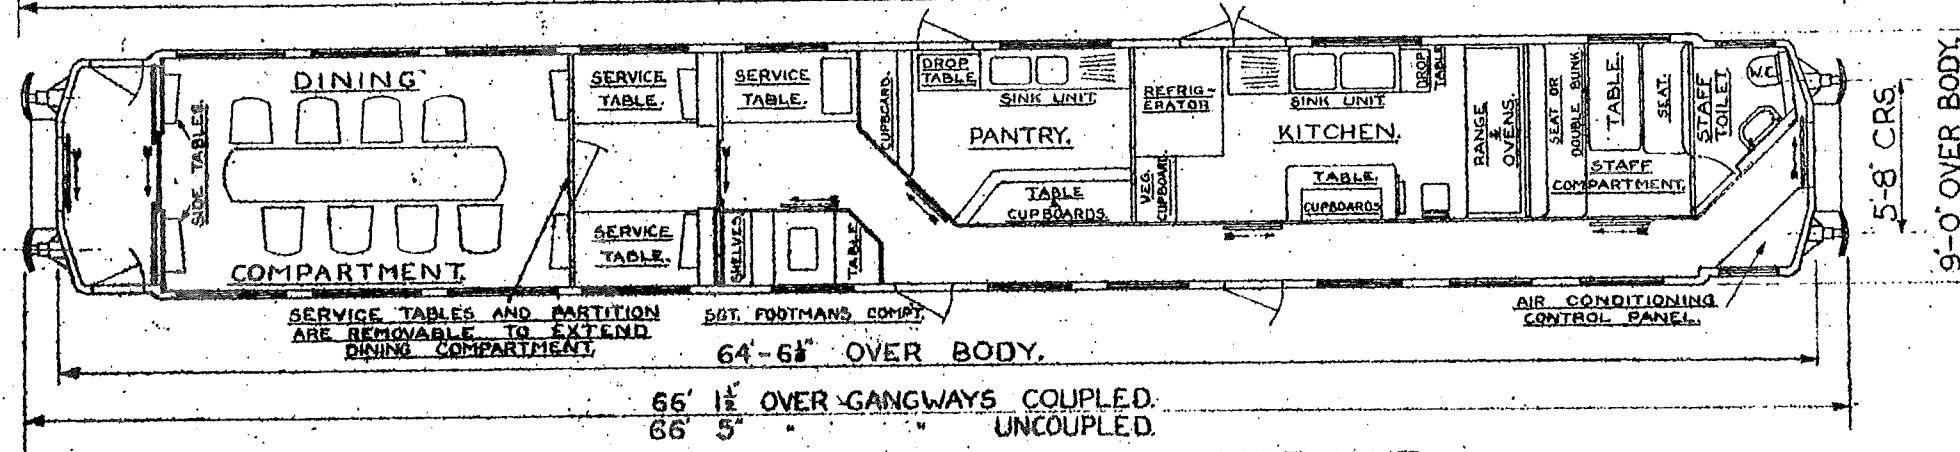 DINING
COMPARTMENT.
SIDE TABLES.
SERVICE
TABLE.
SERVICE
TABLE.
SERVICE
TABLE.
CUPBOARD.
DROP
TABLE.
SINK UNIT.
PANTRY.
TABLE
&
CUPBOARDS.
REFRIG-
ERATOR
VEG.
CUPBOARD.
SINK UNIT
DROP
TABLE
KITCHEN.
TABLE.
CUPBOARDS
RANGE
&
OVENS.
SEAT OR
DOUBLE BUNK.
TABLE.
SEAT.
STAFF
COMPARTMENT.
STAFF
TOILET
W.C.
SHELVES
TABLE
SERVICE TABLES AND PARTITION
ARE REMOVABLE TO EXTEND
DINING COMPARTMENT.
SGT. FOOTMANS COMPT.
AIR CONDITIONING
CONTROL PANEL.
64'-6⅛" OVER BODY.
66' 1½" OVER GANGWAYS COUPLED.
66' 5" " " UNCOUPLED.
5'-8" CRS.
9'-0" OVER BODY.